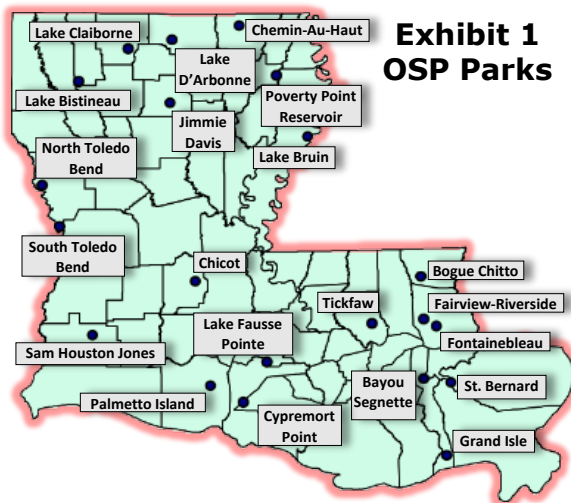 Exhibit 1
OSP Parks
Lake Claiborne
Chemin-Au-Haut
Lake
D'Arbonne
Lake Bistineau
Poverty Point
Reservoir
Jimmie
Davis
North Toledo
Bend
Lake Bruin
South Toledo
Bend
Chicot
Bogue Chitto
Tickfaw
Fairview-Riverside
Lake Fausse
Pointe
Fontainebleau
Sam Houston Jones
Bayou
Segnette
St. Bernard
Palmetto Island
Cypremort
Point
Grand Isle